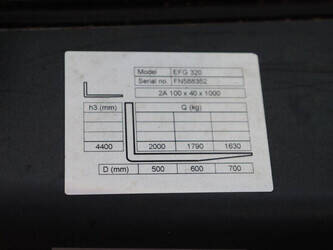 Model EFG 320
Serial no. FN588352
2A 100 x 40 x 1000
h3 (mm) Q (kg)
4400 2000 1790 1630
D (mm) 500 600 700